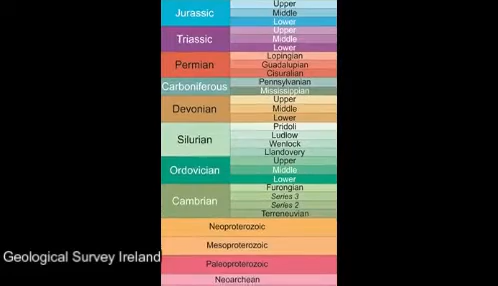 Jurassic
Upper
Middle
Lower
Triassic
Upper
Middle
Lower
Permian
Lopingian
Guadalupian
Cisuralian
Carboniferous
Pennsylvanian
Mississippian
Devonian
Upper
Middle
Lower
Silurian
Pridoli
Ludlow
Wenlock
Llandovery
Ordovician
Upper
Middle
Lower
Cambrian
Furongian
Series 3
Series 2
Terreneuvian
Neoproterozoic
Mesoproterozoic
Paleoproterozoic
Neoarchean
Geological Survey Ireland